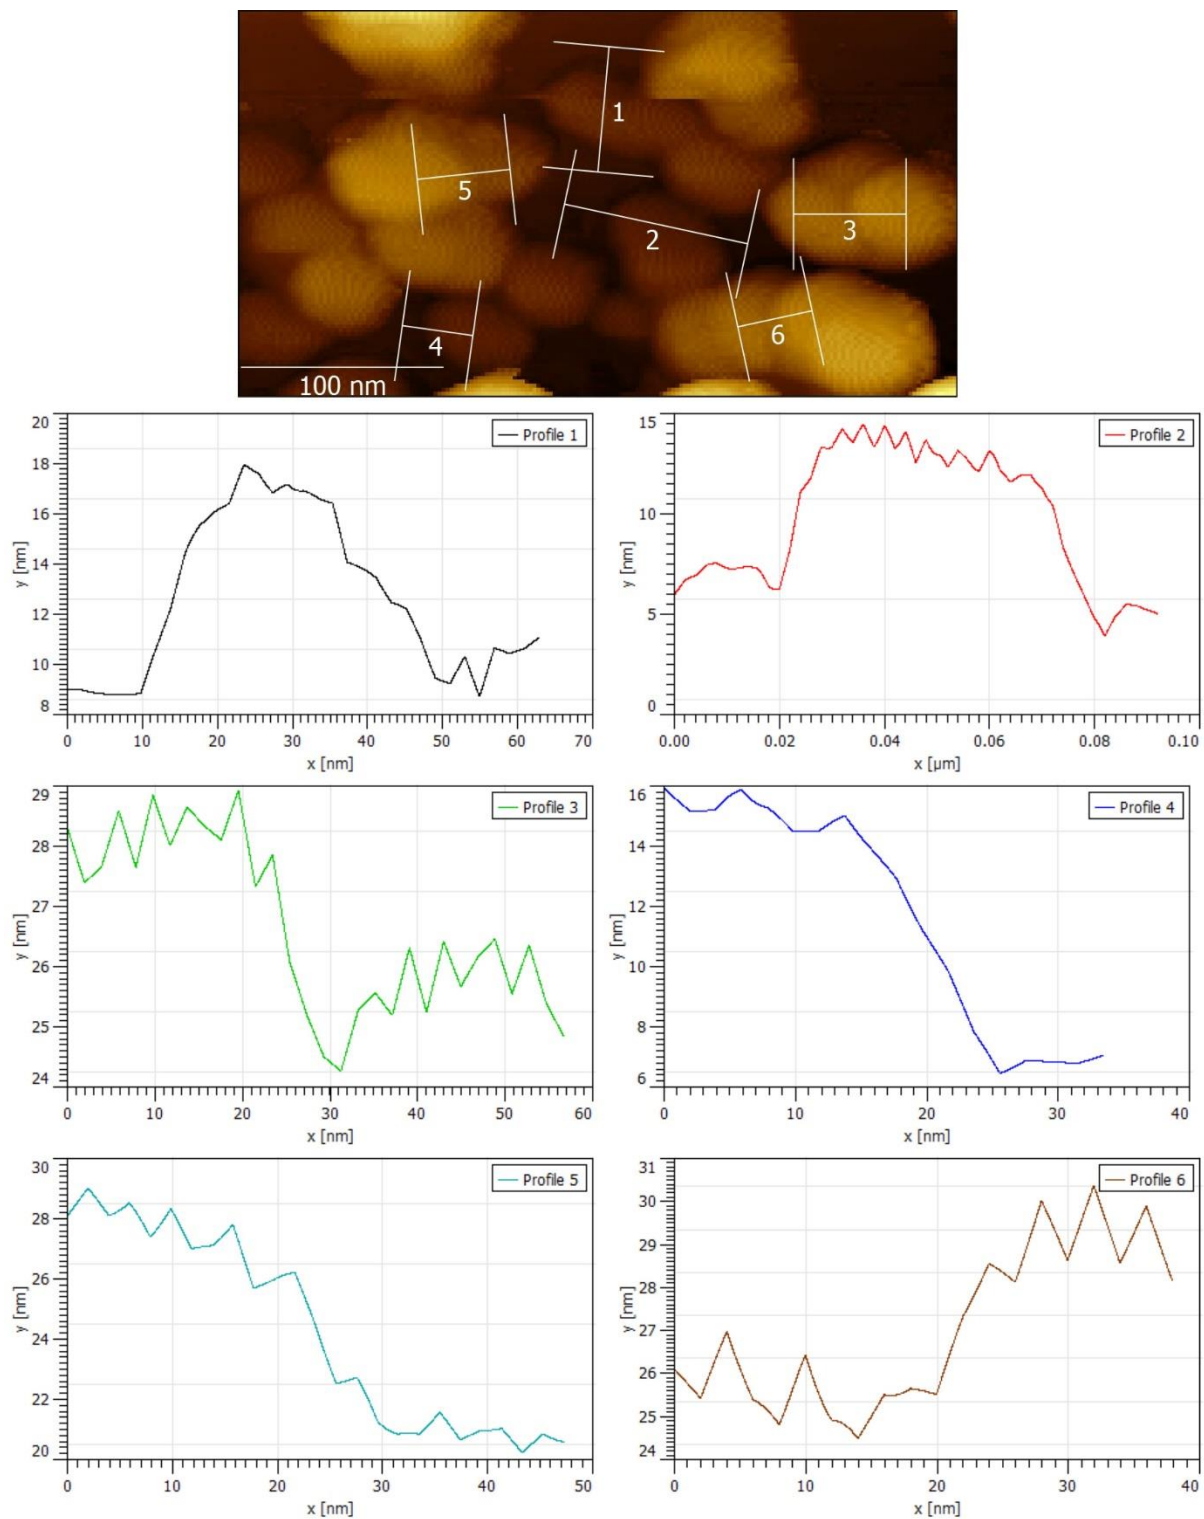 1
5
2
3
6
4
100 nm
Profile 1
20
18
16
14
12
10
8
y [nm]
0 10 20 30 40 50 60 70
x [nm]
Profile 2
15
10
5
0
y [nm]
0.00 0.02 0.04 0.06 0.08 0.10
x [µm]
Profile 3
29
28
27
26
25
24
y [nm]
0 10 20 30 40 50 60
x [nm]
Profile 4
16
12
10
8
6
y [nm]
0 10 20 30 40
x [nm]
Profile 5
30
28
26
24
22
20
y [nm]
0 10 20 30 40 50
x [nm]
Profile 6
31
30
29
28
27
26
25
24
y [nm]
0 10 20 30 40
x [nm]